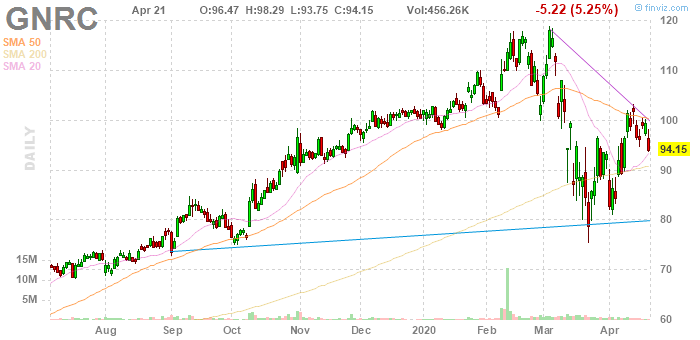 © finviz.com
GNRC Apr 21 O:96.47 H:98.29 L:93.75 C:94.15 Vol:456.26K -5.22 (5.25%)
SMA 50
SMA 200
SMA 20
DAILY
120
110
100
94.15
90
80
70
60
15M
10M
5M
Aug Sep Oct Nov Dec 2020 Feb Mar Apr